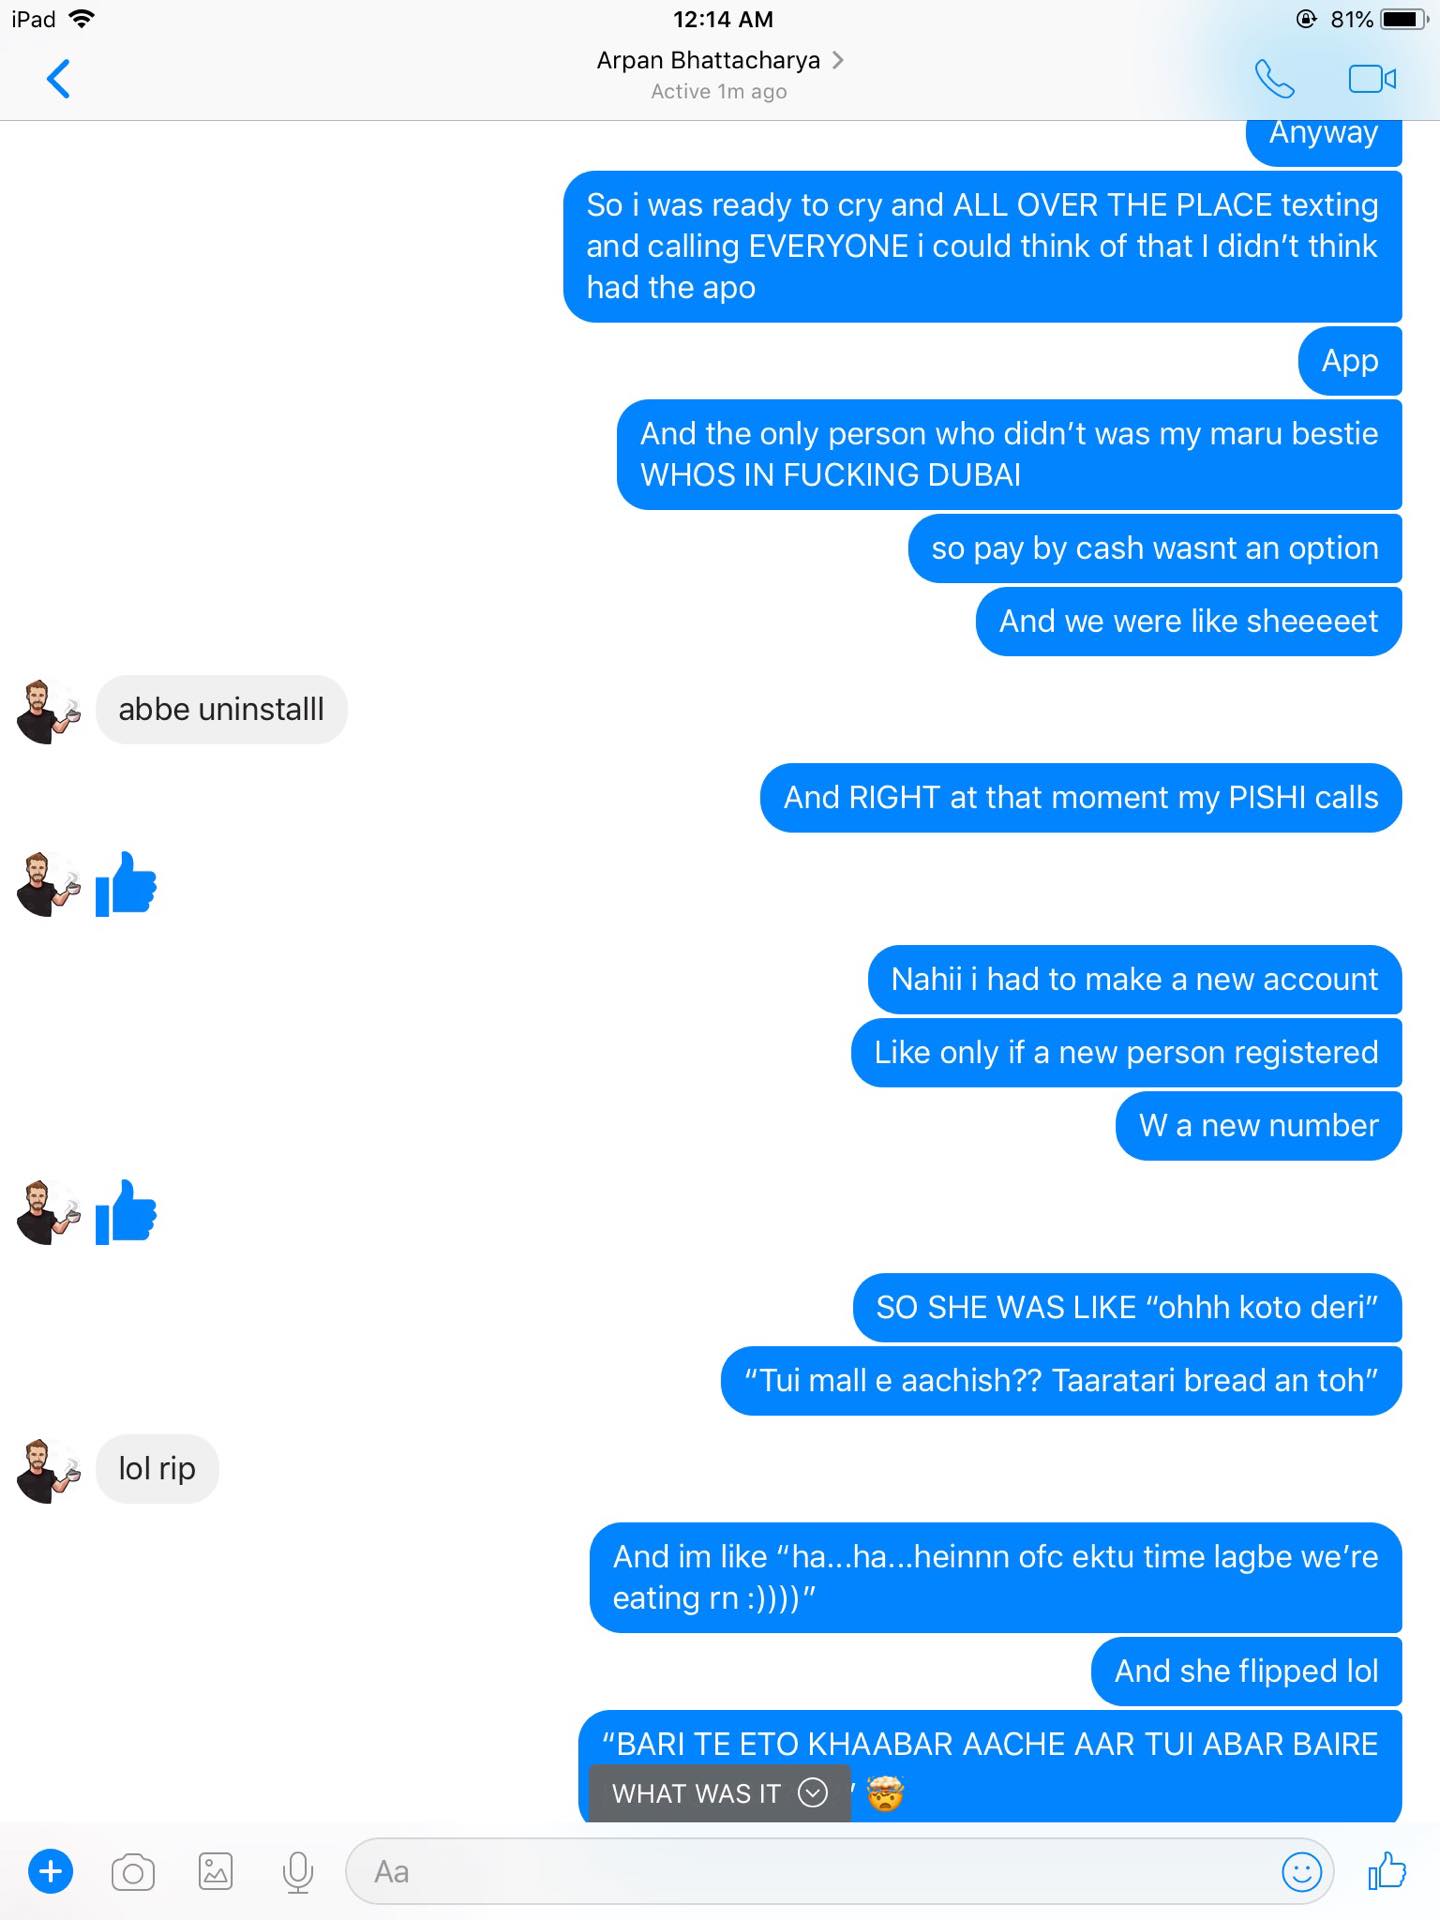 iPad
12:14 AM
81%
Arpan Bhattacharya
Active 1m ago
Anyway
So i was ready to cry and ALL OVER THE PLACE texting
and calling EVERYONE i could think of that I didn't think
had the apo
App
And the only person who didn't was my maru bestie
WHOS IN FUCKING DUBAI
so pay by cash wasnt an option
And we were like sheeeeet
abbe uninstalll
And RIGHT at that moment my PISHI calls
Nahii i had to make a new account
Like only if a new person registered
W a new number
SO SHE WAS LIKE “ohhh koto deri”
“Tui mall e aachish?? Taaratari bread an toh”
lol rip
And im like “ha...ha...heinnn ofc ektu time lagbe we’re
eating rn :))))”
And she flipped lol
“BARI TE ETO KHAABAR AACHE AAR TUI ABAR BAIRE
” 🤯
WHAT WAS IT
Aa